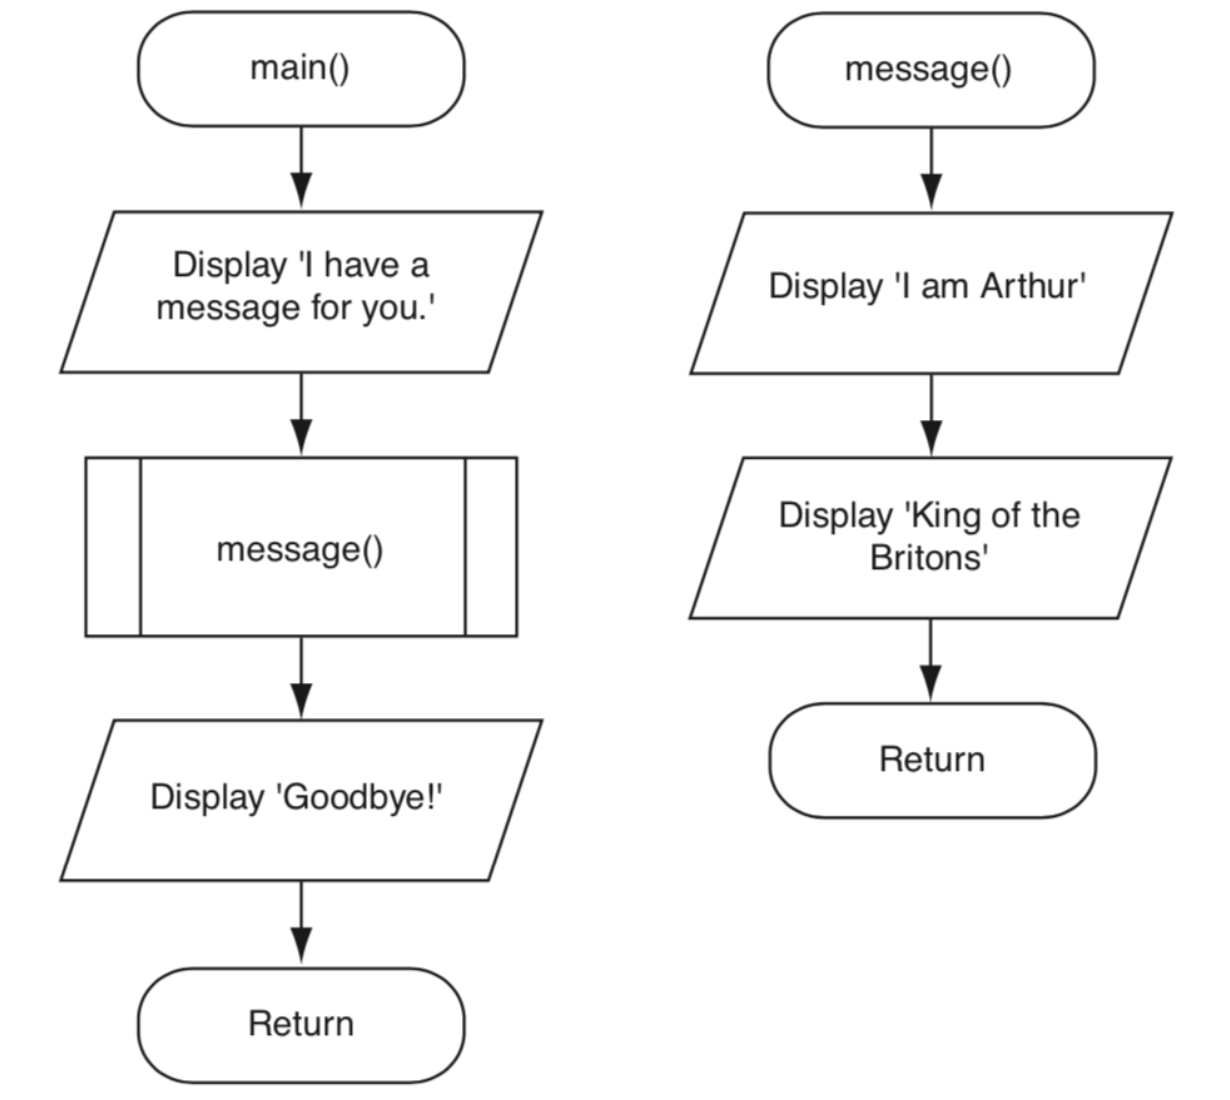 main()
Display 'I have a
message for you.'
message()
Display 'Goodbye!'
Return
message()
Display 'I am Arthur'
Display 'King of the
Britons'
Return